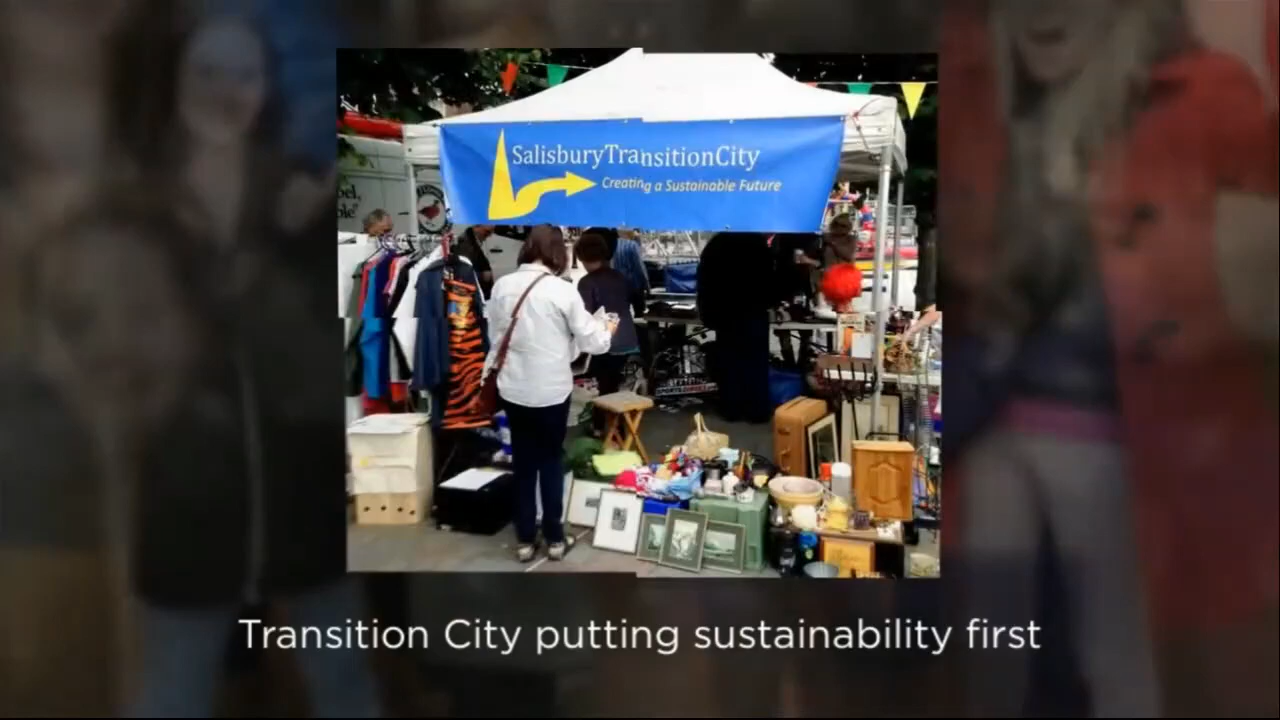 SalisburyTransitionCity
Creating a Sustainable Future
Transition City putting sustainability first